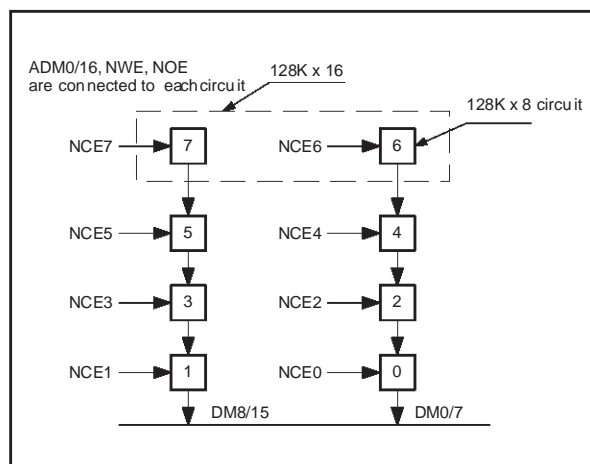 ADM0/16, NWE, NOE
are connected to each circuit
128K x 16
128K x 8 circuit
NCE7
7
NCE6
6
NCE5
5
NCE4
4
NCE3
3
NCE2
2
NCE1
1
NCE0
0
DM8/15
DM0/7